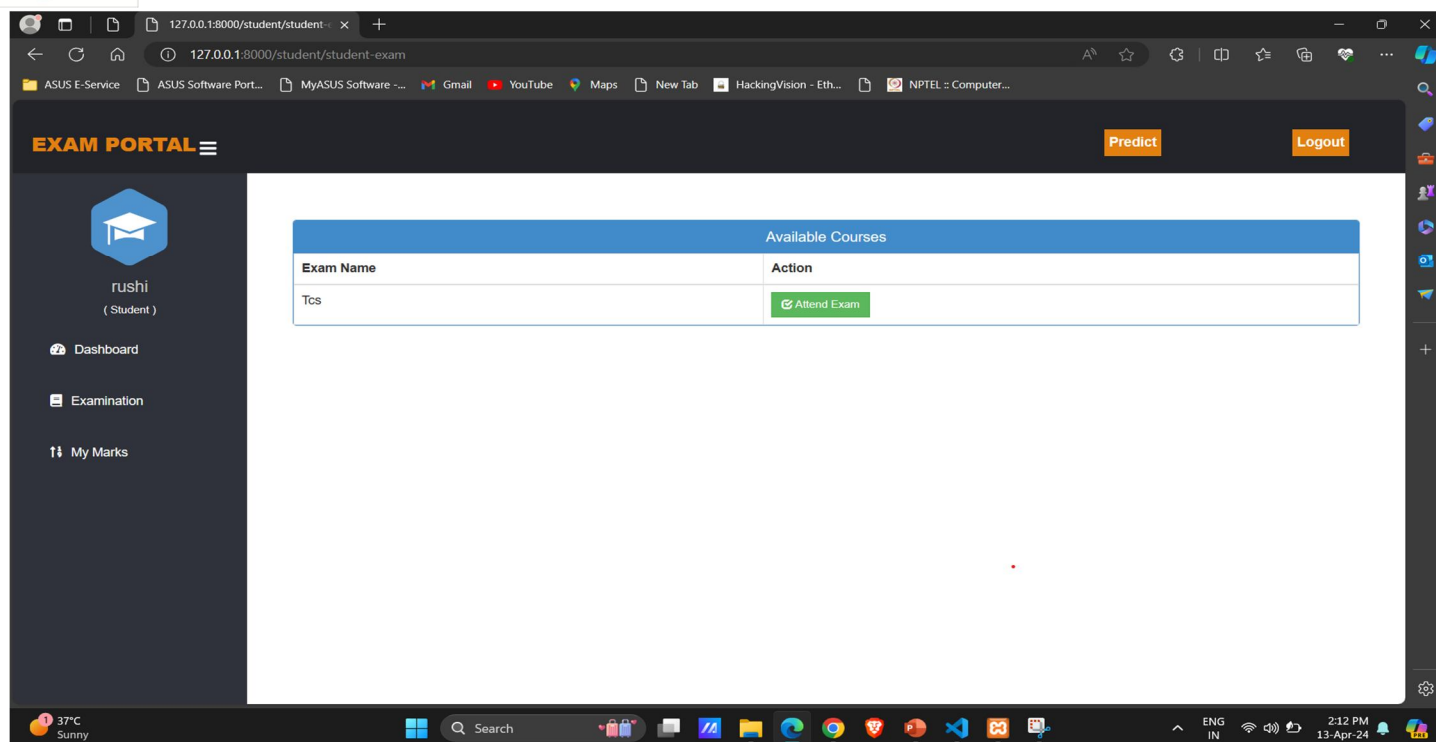 127.0.0.1:8000/student/student-e
127.0.0.1:8000/student/student-exam
ASUS E-Service ASUS Software Port... MyASUS Software -... Gmail YouTube Maps New Tab HackingVision - Eth... NPTEL :: Computer...
EXAM PORTAL Predict Logout
Available Courses
Exam Name Action
Tcs Attend Exam
rushi
( Student )
Dashboard
Examination
My Marks
1 37°C
Sunny
Search
ENG
IN
2:12 PM
13-Apr-24
PRE